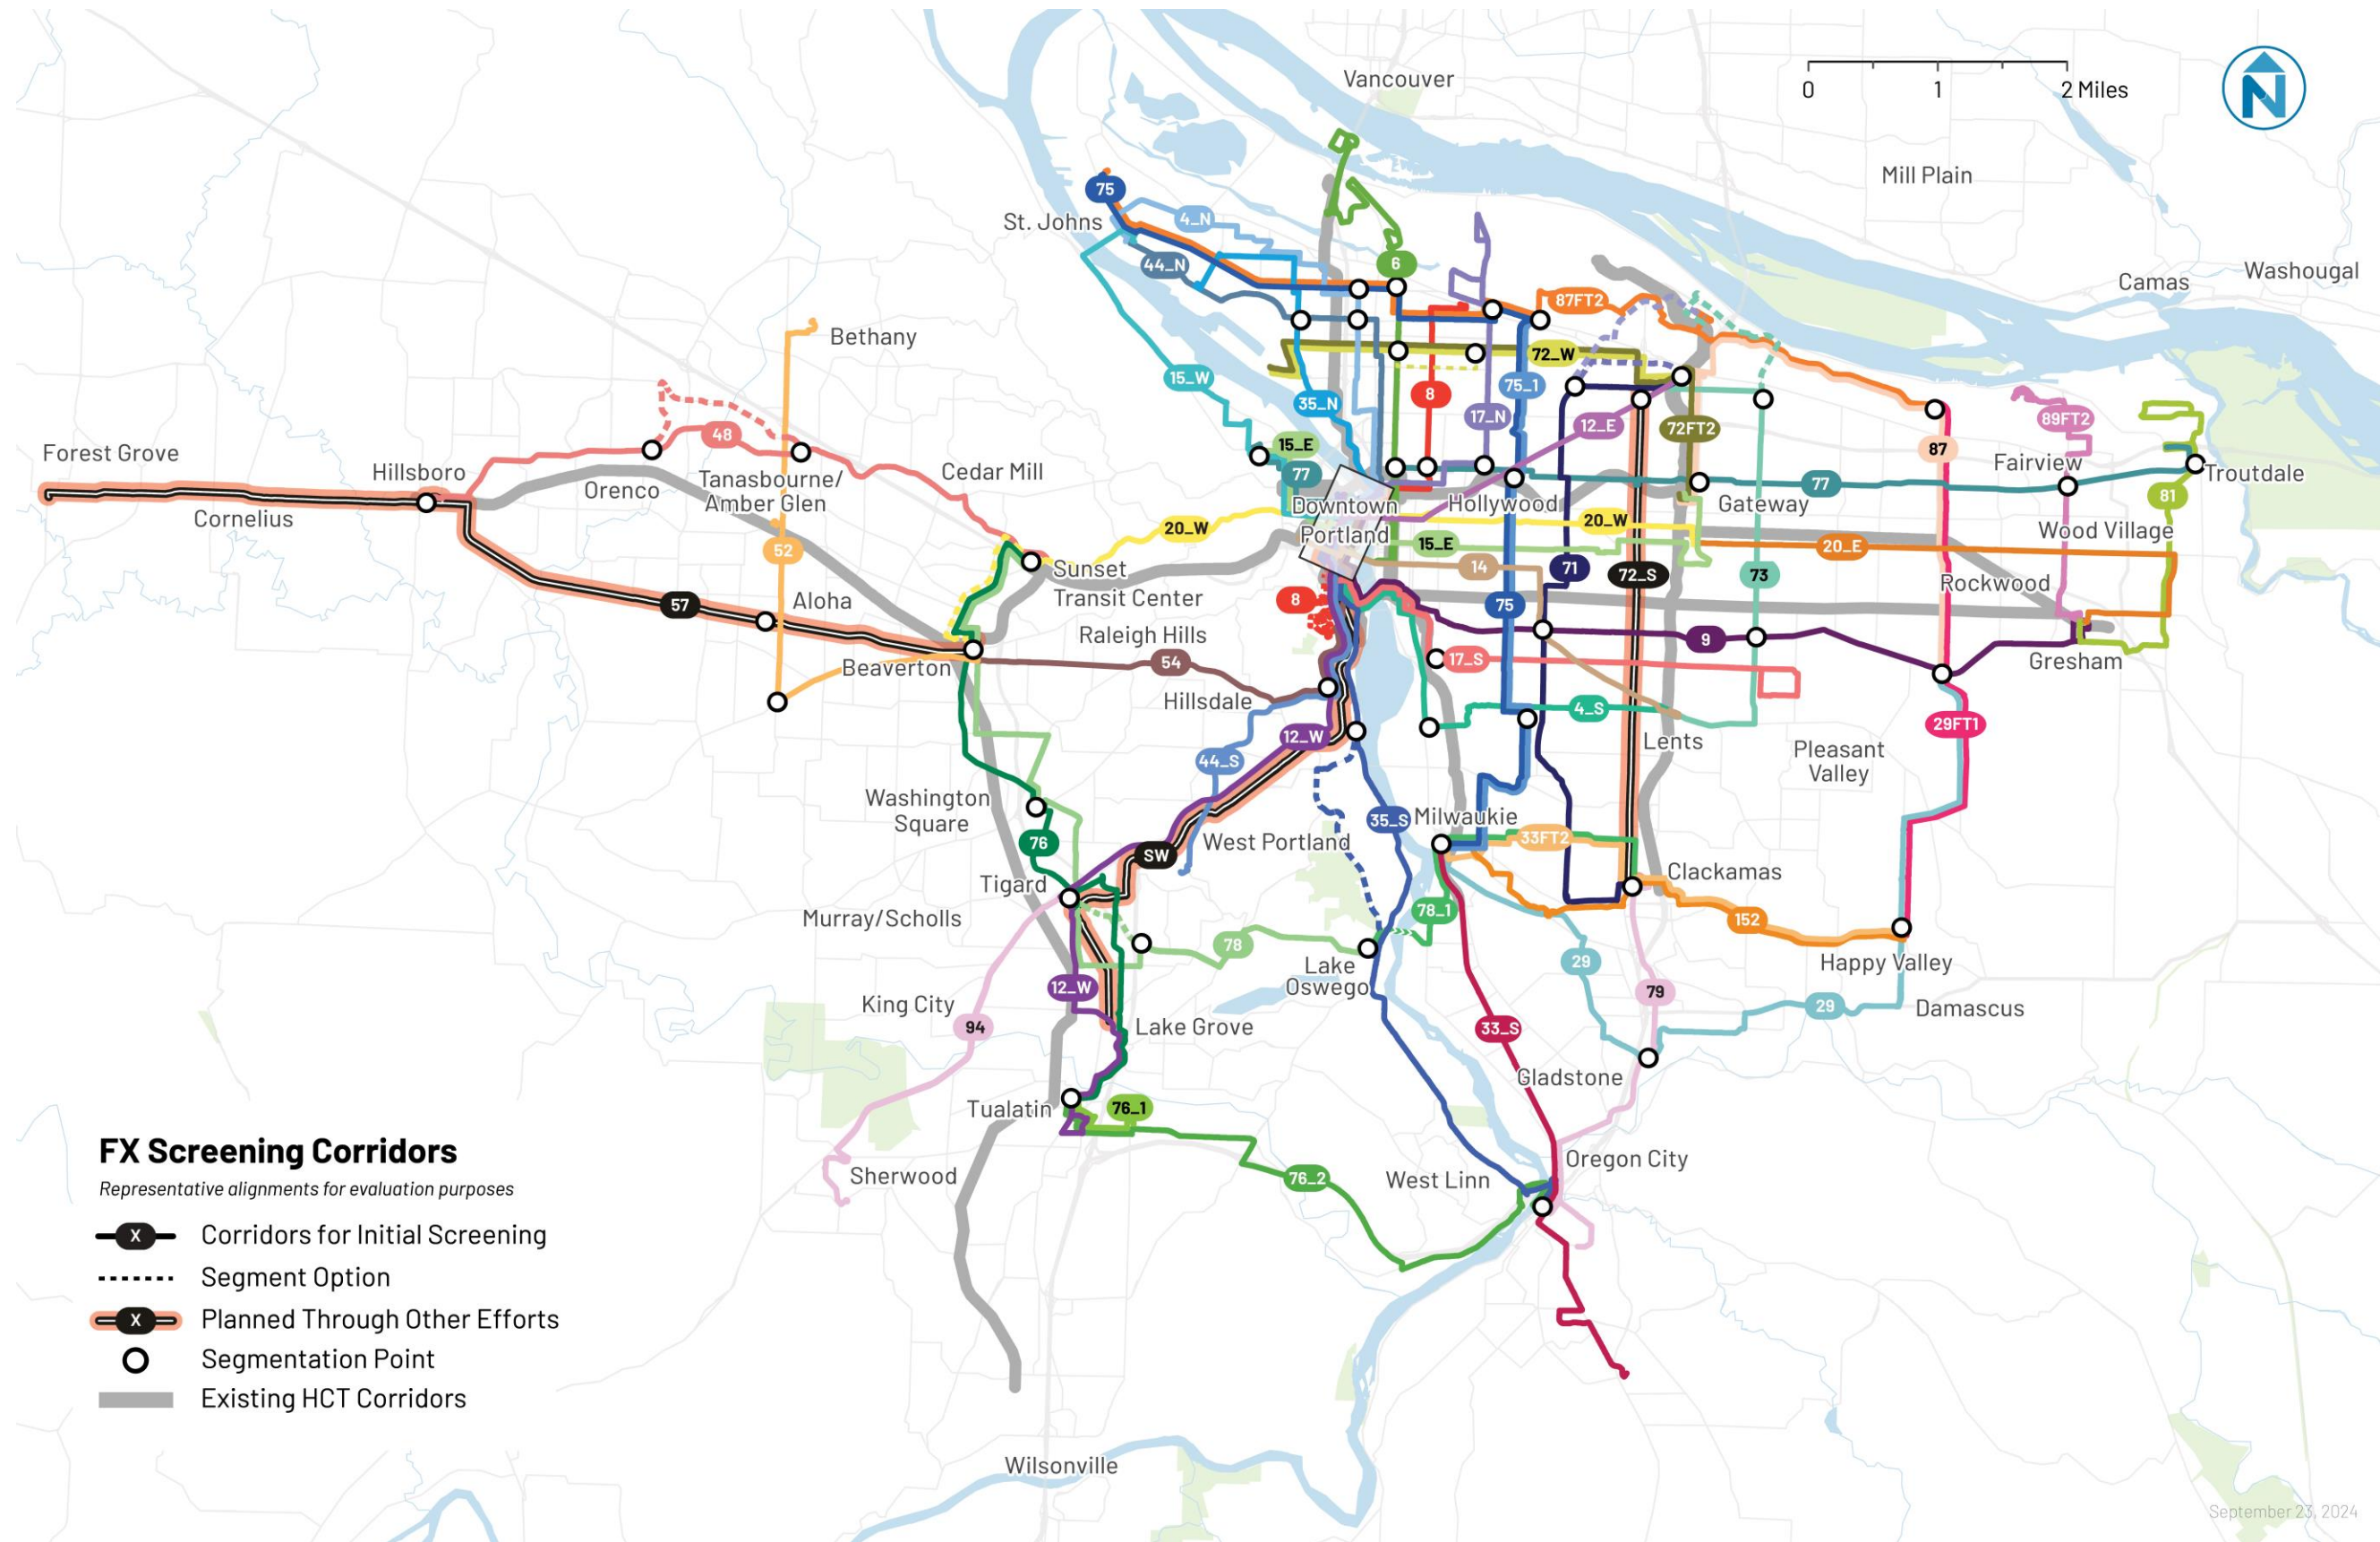 Vancouver
0 1 2 Miles
N
Mill Plain
75
4_N
St. Johns
44_N
6
Washougal
Camas
87FT2
Bethany
72_W
15_W
75_1
8
35_N
17_N
12_E
72FT2
89FT2
48
15_E
87
Forest Grove
Hillsboro
Cedar Mill
Fairview
Tanasbourne/
Amber Glen
Orenco
77
Downtown
Portland
Hollywood
77
Gateway
Troutdale
81
Cornelius
20_W
20_W
Wood Village
52
15_E
20_E
Sunset
Transit Center
14
71
72_S
73
Rockwood
57
Aloha
8
75
Raleigh Hills
9
Beaverton
54
17_S
Gresham
Hillsdale
4_S
12_W
29FT1
Lents
Pleasant
Valley
44_S
Washington
Square
35_S
Milwaukie
76
SW
West Portland
33FT2
Tigard
Clackamas
Murray/Scholls
78_1
152
78
Lake
Oswego
29
Happy Valley
12_W
79
King City
29
Damascus
94
Lake Grove
33_S
Gladstone
Tualatin
76_1
Sherwood
76_2
West Linn
Oregon City
FX Screening Corridors
Representative alignments for evaluation purposes
X Corridors for Initial Screening
Segment Option
X Planned Through Other Efforts
Segmentation Point
Existing HCT Corridors
Wilsonville
September 23, 2024